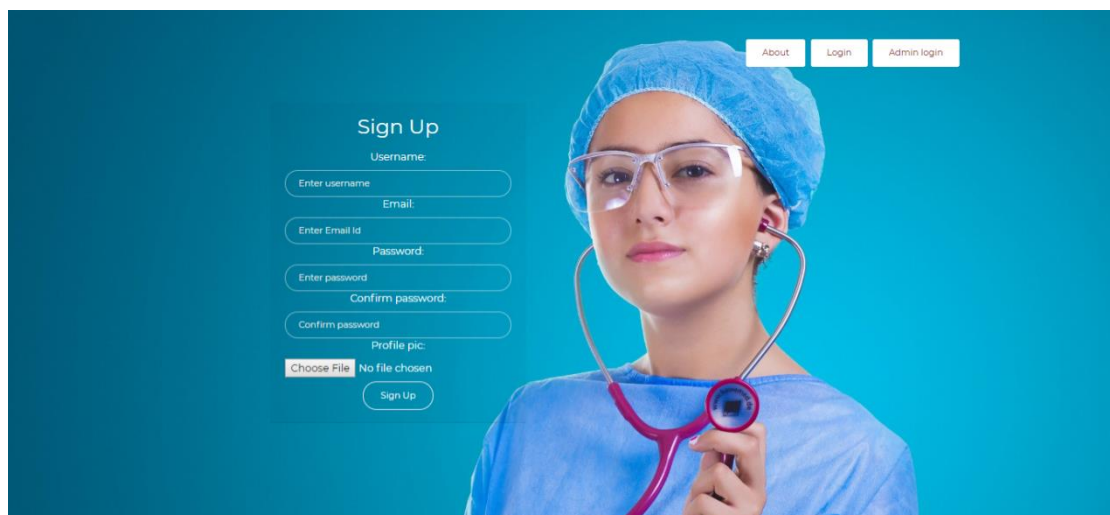 About
Login
Admin login
Sign Up
Username:
Enter username
Email:
Enter Email Id
Password:
Enter password
Confirm password:
Confirm password
Profile pic:
Choose File No file chosen
Sign Up